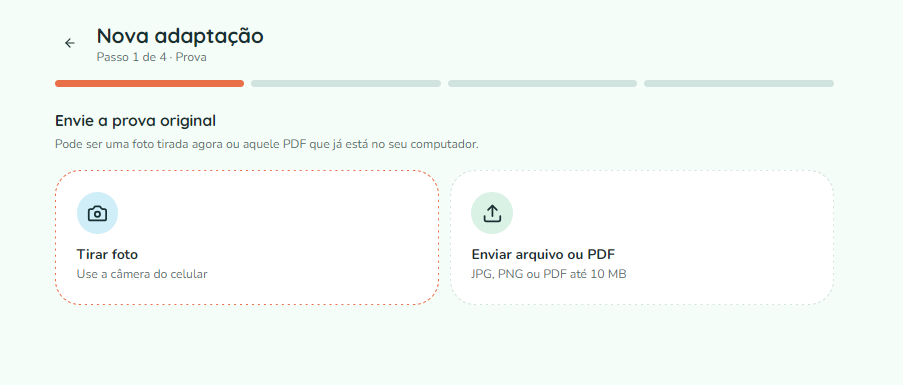 Nova adaptação
Passo 1 de 4 · Prova
Envie a prova original
Pode ser uma foto tirada agora ou aquele PDF que já está no seu computador.
Tirar foto
Use a câmera do celular
Enviar arquivo ou PDF
JPG, PNG ou PDF até 10 MB